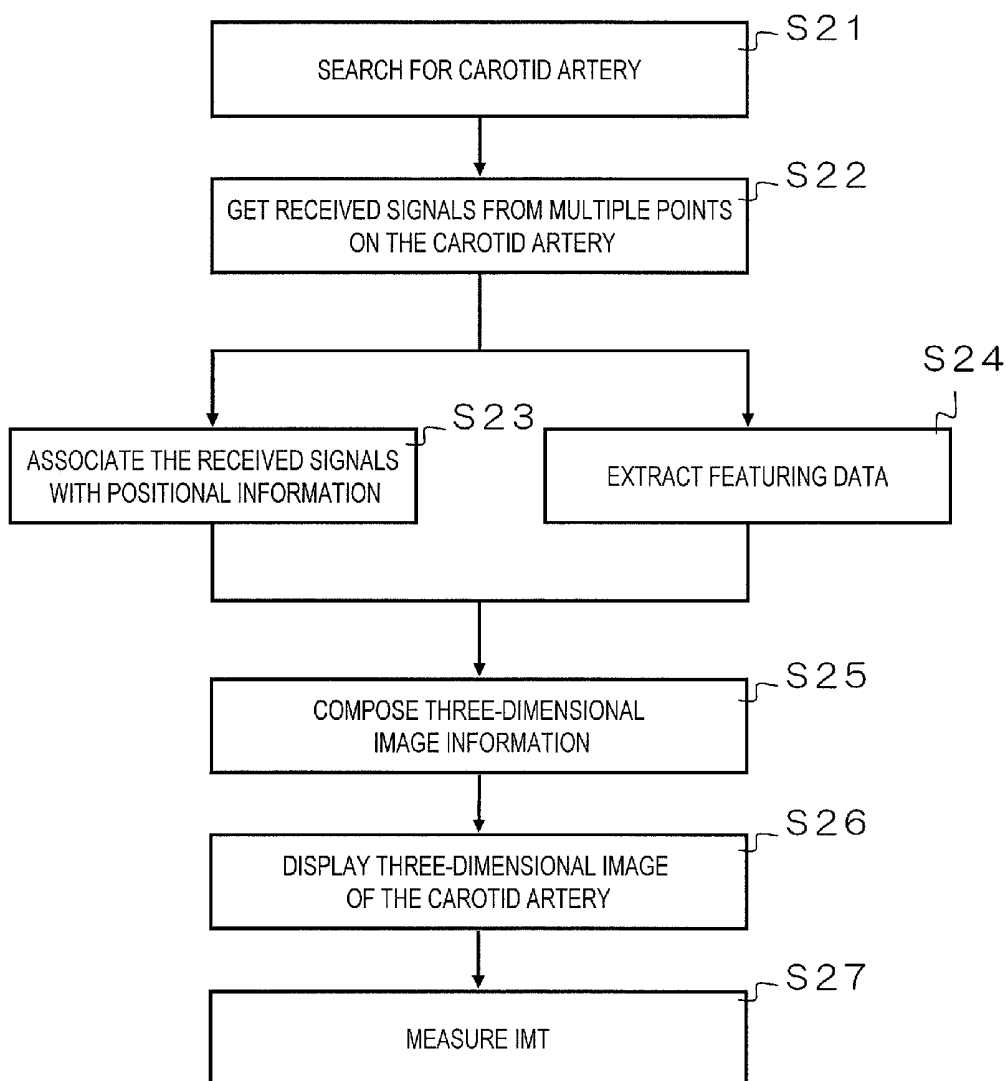 S21
SEARCH FOR CAROTID ARTERY
S22
GET RECEIVED SIGNALS FROM MULTIPLE POINTS
ON THE CAROTID ARTERY
S23
ASSOCIATE THE RECEIVED SIGNALS
WITH POSITIONAL INFORMATION
S24
EXTRACT FEATURING DATA
S25
COMPOSE THREE-DIMENSIONAL
IMAGE INFORMATION
S26
DISPLAY THREE-DIMENSIONAL IMAGE
OF THE CAROTID ARTERY
S27
MEASURE IMT